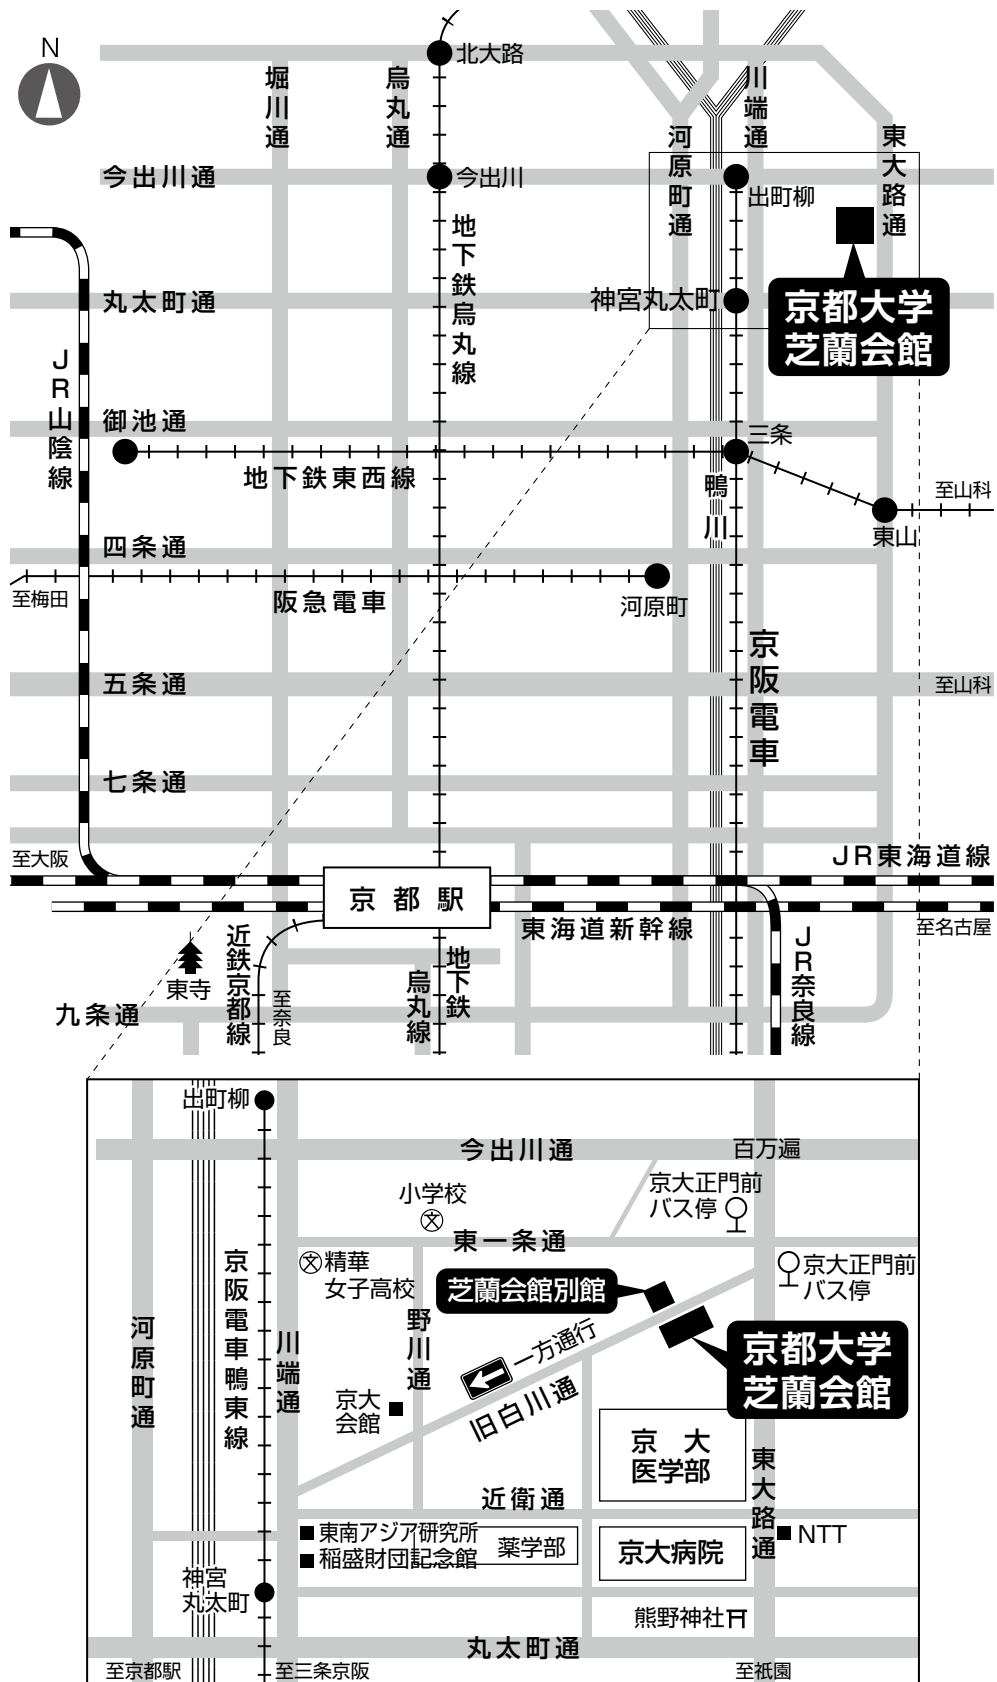 N
北大路
堀川通
烏丸通
川端通
河原町通
東大路通
今出川通
今出川
出町柳
地下鉄烏丸線
丸太町通
神宮丸太町
京都大学
芝蘭会館
JR山陰線
御池通
三条
地下鉄東西線
鴨川
至山科
東山
四条通
至梅田
阪急電車
河原町
京阪電車
五条通
至山科
七条通
至大阪
JR東海道線
京都駅
東海道新幹線
至名古屋
東寺
近鉄京都線
至奈良
烏丸線
地下鉄
JR奈良線
九条通
出町柳
今出川通
百万遍
小学校
文
京大正門前
バス停
東一条通
文精華
女子高校
京大正門前
バス停
芝蘭会館別館
京阪電車鴨東線
河原町通
川端通
野川通
一方通行
旧白川通
京都大学
芝蘭会館
京大
会館
京大
医学部
東大路通
近衛通
東南アジア研究所
稲盛財団記念館
薬学部
京大病院
NTT
神宮
丸太町
熊野神社
丸太町通
至京都駅
至三条京阪
至祇園